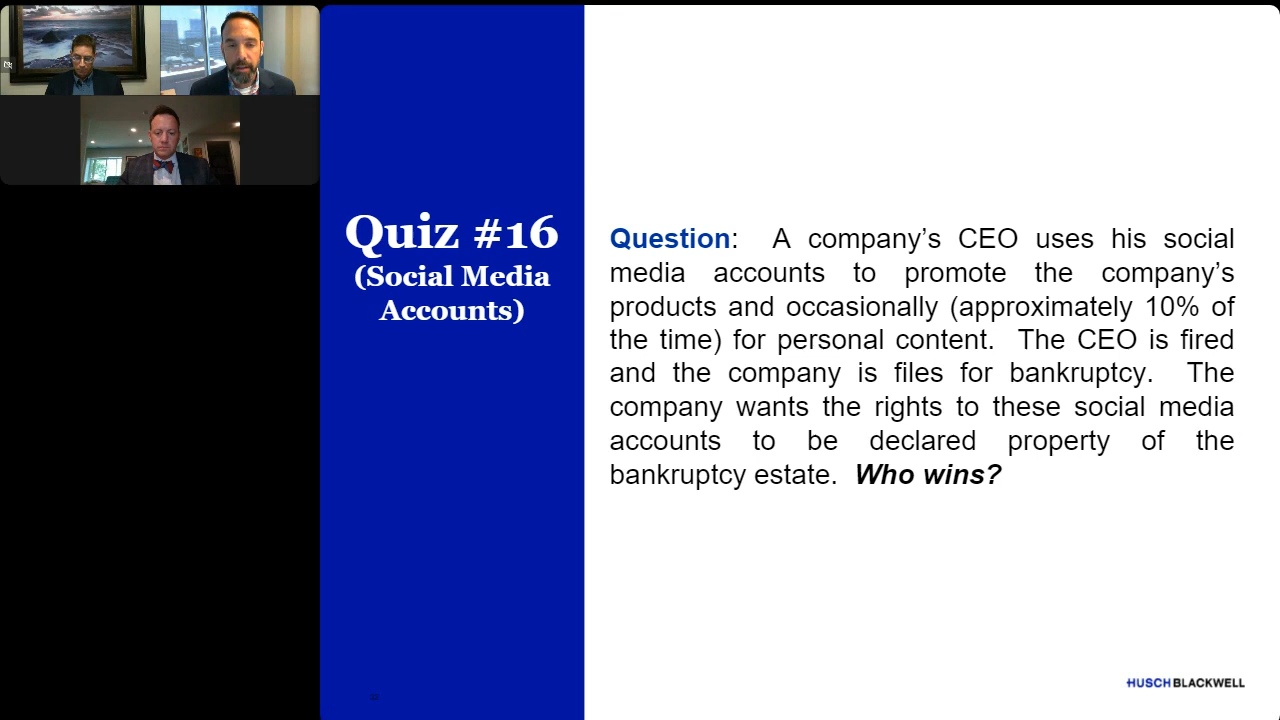 Quiz #16
(Social Media
Accounts)
Question: A company’s CEO uses his social
media accounts to promote the company’s
products and occasionally (approximately 10% of
the time) for personal content. The CEO is fired
and the company is files for bankruptcy. The
company wants the rights to these social media
accounts to be declared property of the
bankruptcy estate. Who wins?
HUSCH BLACKWELL